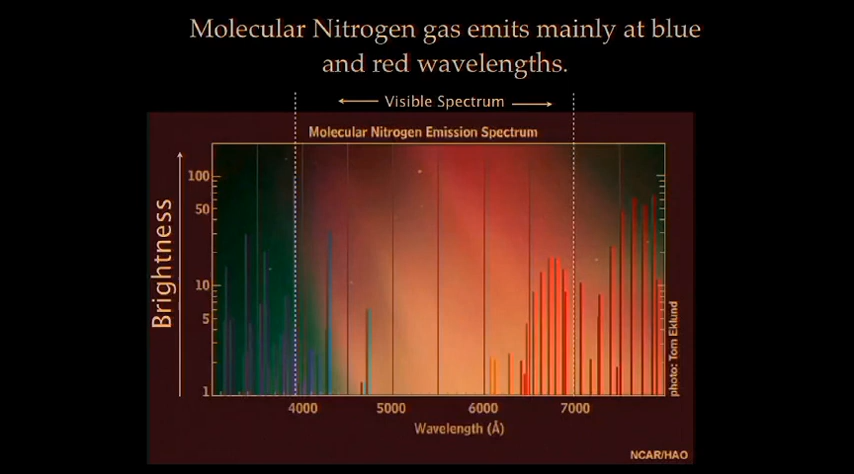 Molecular Nitrogen gas emits mainly at blue
and red wavelengths.
Visible Spectrum
Molecular Nitrogen Emission Spectrum
Brightness
100
50
10
5
1
4000 5000 6000 7000
Wavelength (Å)
photo: Tom Eklund
NCAR/HAO